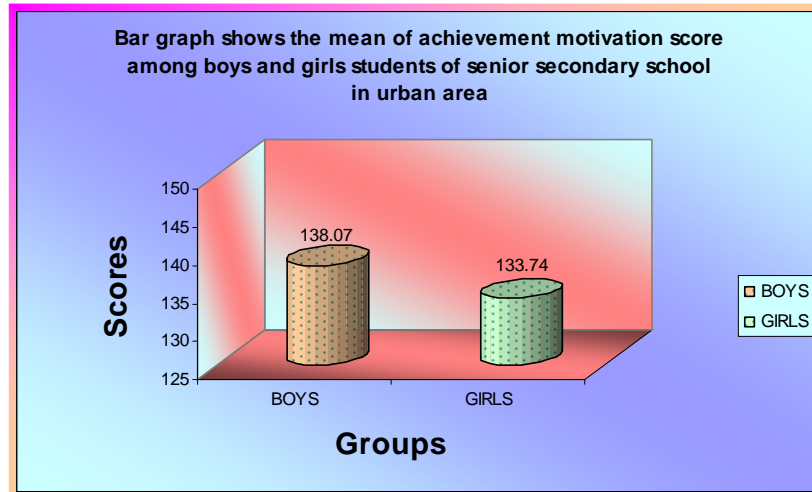 Bar graph shows the mean of achievement motivation score
among boys and girls students of senior secondary school
in urban area
150
145
140
135
130
125
Scores
138.07
133.74
BOYS
GIRLS
BOYS
GIRLS
Groups